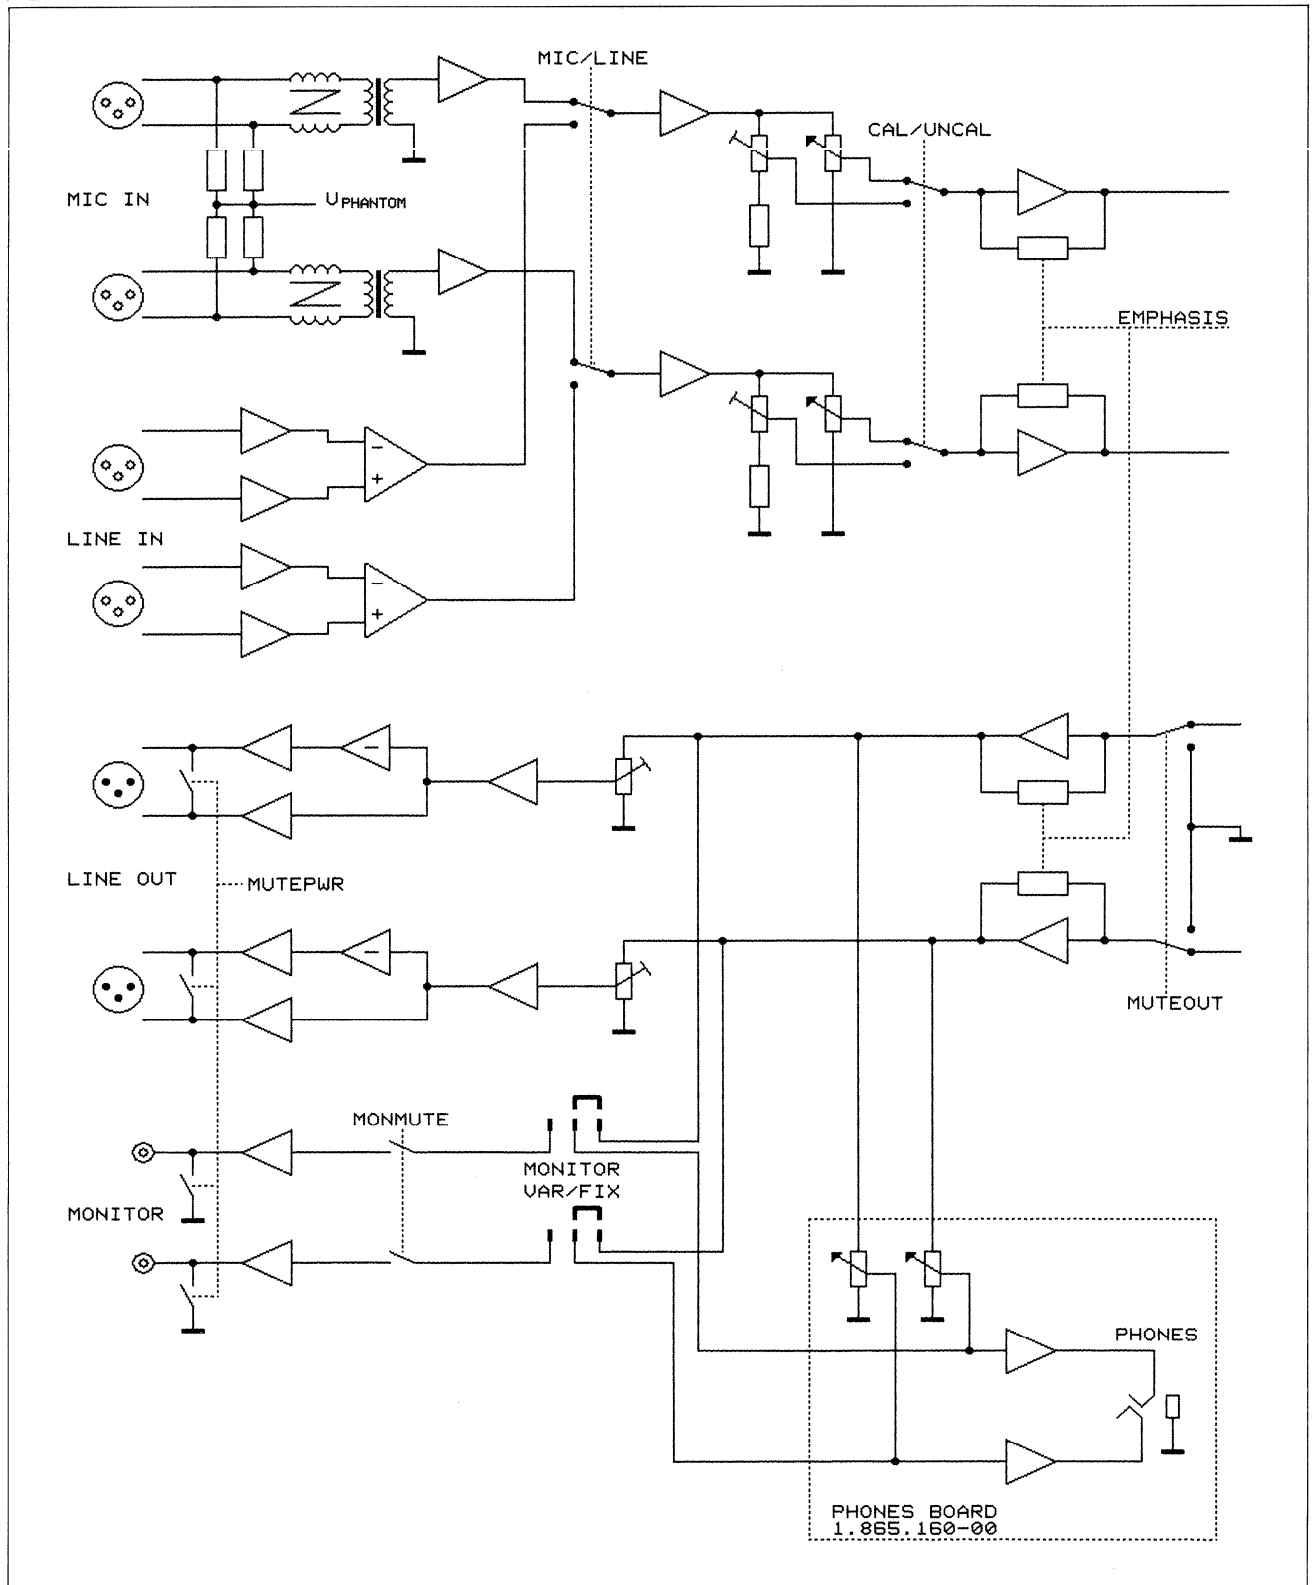 MIC/LINE
CAL/UNCAL
MIC IN
UPHANTOM
EMPHASIS
LINE IN
LINE OUT
MUTEPWR
MUTEOUT
MONMUTE
MONITOR
VAR/FIX
MONITOR
PHONES
PHONES BOARD
1.865.160-00